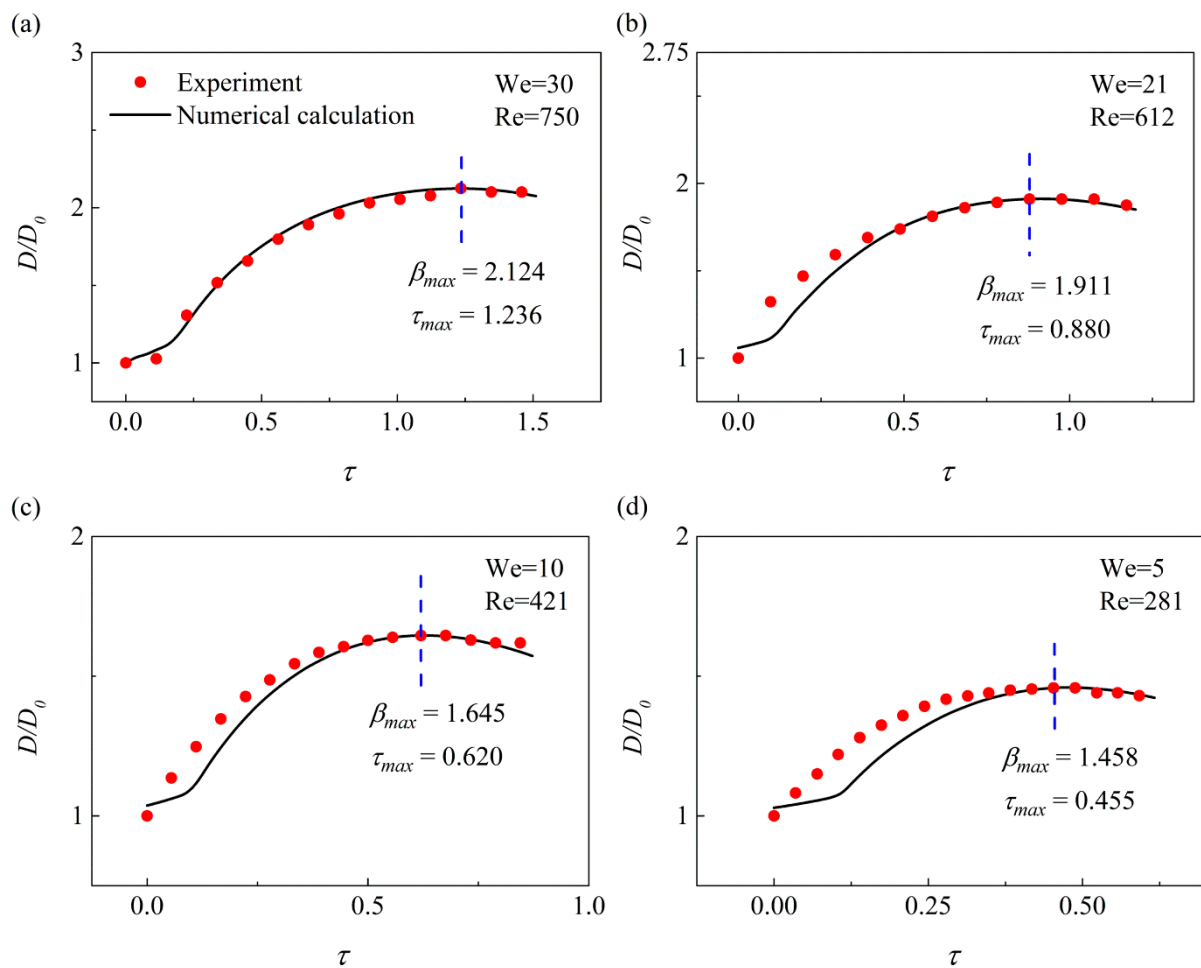 (a)
3
2
1
D/D₀
Experiment
Numerical calculation
We=30
Re=750
βₘₐₓ = 2.124
τₘₐₓ = 1.236
0.0 0.5 1.0 1.5
τ
(b)
2.75
2
1
D/D₀
We=21
Re=612
βₘₐₓ = 1.911
τₘₐₓ = 0.880
0.0 0.5 1.0
τ
(c)
2
1
D/D₀
We=10
Re=421
βₘₐₓ = 1.645
τₘₐₓ = 0.620
0.0 0.5 1.0
τ
(d)
2
1
D/D₀
We=5
Re=281
βₘₐₓ = 1.458
τₘₐₓ = 0.455
0.00 0.25 0.50
τ